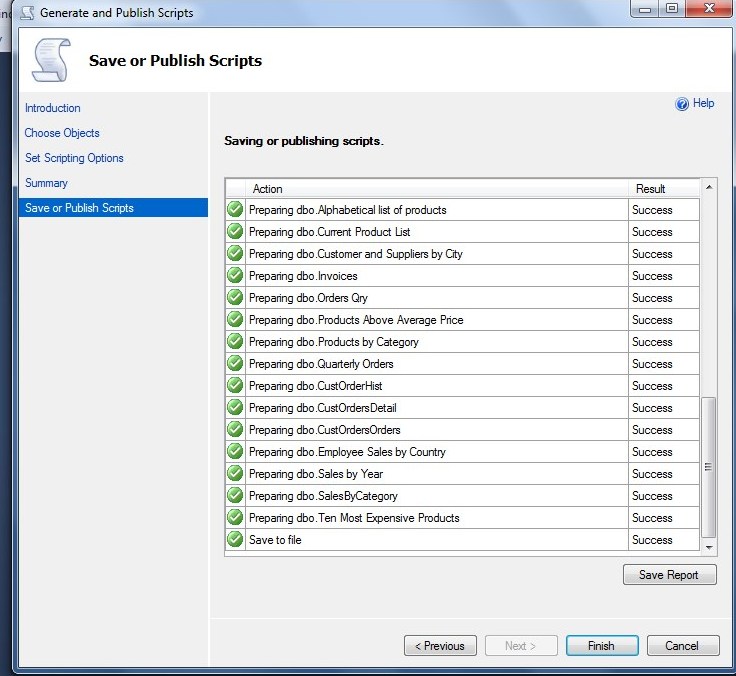 Generate and Publish Scripts
Save or Publish Scripts
Introduction
Choose Objects
Set Scripting Options
Summary
Save or Publish Scripts
Help
Saving or publishing scripts.
Action Result
Preparing dbo.Alphabetical list of products Success
Preparing dbo.Current Product List Success
Preparing dbo.Customer and Suppliers by City Success
Preparing dbo.Invoices Success
Preparing dbo.Orders Qry Success
Preparing dbo.Products Above Average Price Success
Preparing dbo.Products by Category Success
Preparing dbo.Quarterly Orders Success
Preparing dbo.CustOrderHist Success
Preparing dbo.CustOrdersDetail Success
Preparing dbo.CustOrdersOrders Success
Preparing dbo.Employee Sales by Country Success
Preparing dbo.Sales by Year Success
Preparing dbo.SalesByCategory Success
Preparing dbo.Ten Most Expensive Products Success
Save to file Success
Save Report
< Previous Next > Finish Cancel